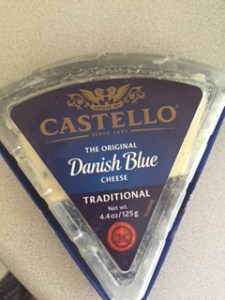 CASTELLO®
SINCE 1893
THE ORIGINAL
Danish Blue
CHEESE
TRADITIONAL
Net wt.
4.4 oz/125 g